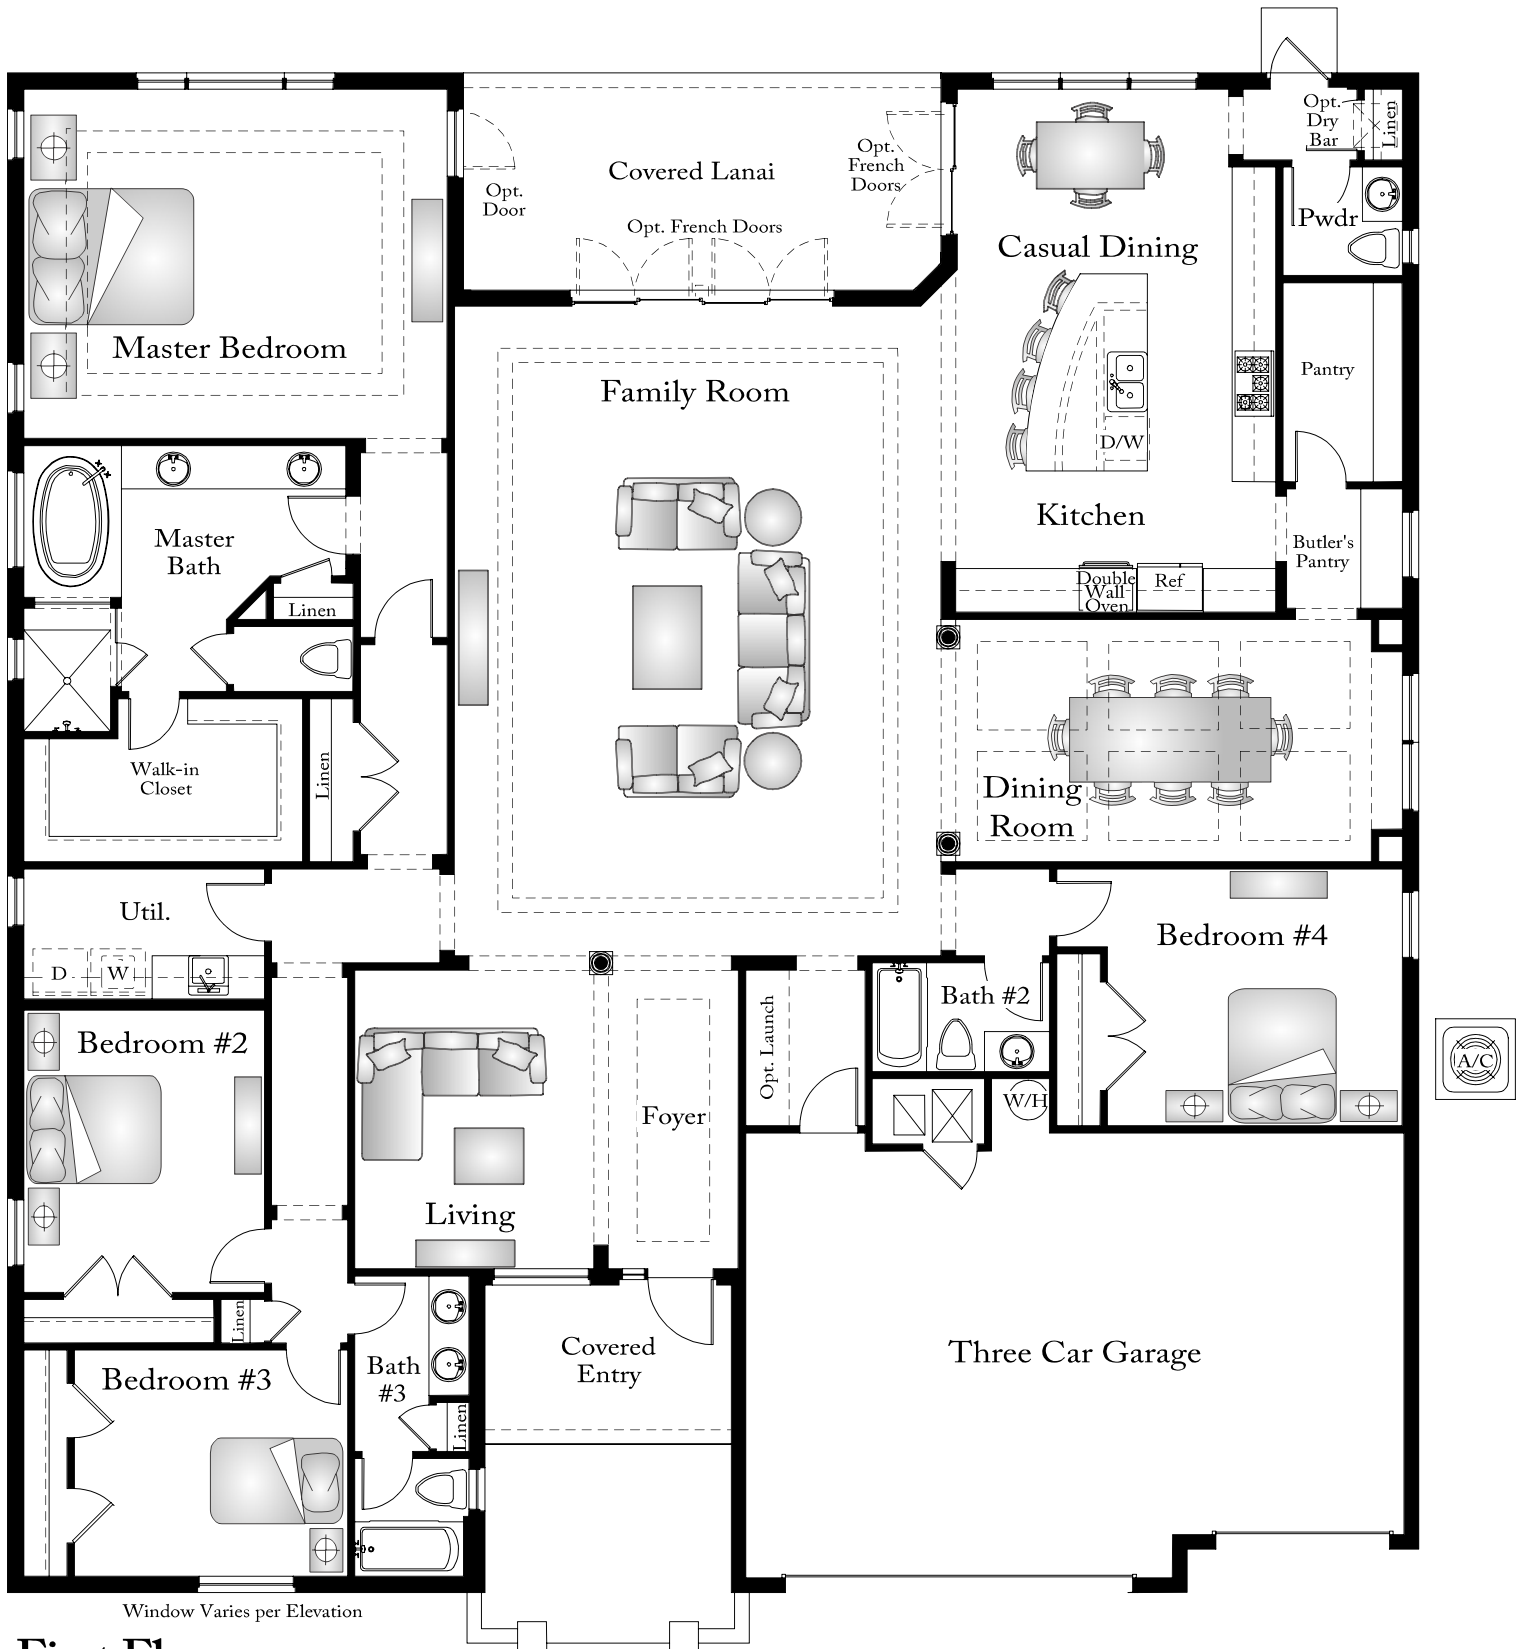 Opt.
Dry
Bar
Linen
Covered Lanai
Opt.
French
Doors
Opt.
Door
Opt. French Doors
Pwdr
Casual Dining
Master Bedroom
Family Room
Pantry
D/W
Kitchen
Master
Bath
Butler's
Pantry
Double
Wall
Oven
Ref
Linen
Walk-in
Closet
Linen
Dining
Room
Util.
D
W
Bedroom #4
Bath #2
Opt. Launch
Bedroom #2
A/C
W/H
Foyer
Living
Linen
Covered
Entry
Three Car Garage
Bath
#3
Bedroom #3
Linen
Window Varies per Elevation